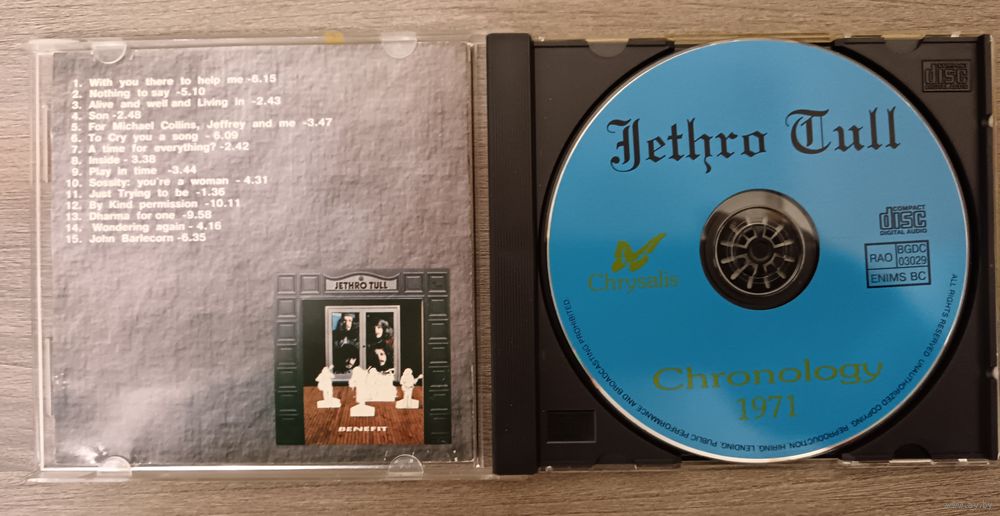 1. With you there to help me -6.15
2. Nothing to say -5.10
3. Alive and well and Living in -2.43
4. Son -2.48
5. For Michael Collins, Jeffrey and me -3.47
6. To Cry you a song - 6.09
7. A time for everything? -2.42
8. Inside - 3.38
9. Play in time -3.44
10. Sossity: you're a woman - 4.31
11. Just Trying to be -1.36
12. By Kind permission -10.11
13. Dharma for one -9.58
14. Wondering again - 4.16
15. John Barlecorn -6.35
JETHRO TULL
BENEFIT
Jethro Tull
COMPACT
disc
DIGITAL AUDIO
RAO BGDC
03029
ENIMS BC
Chrysalis
Chronology
1971
ALL RIGHTS RESERVED. UNAUTHORIZED COPYING, REPRODUCTION, HIRING, LENDING, PUBLIC PERFORMANCE AND BROADCASTING PROHIBITED
COMPACT
disc
DIGITAL AUDIO